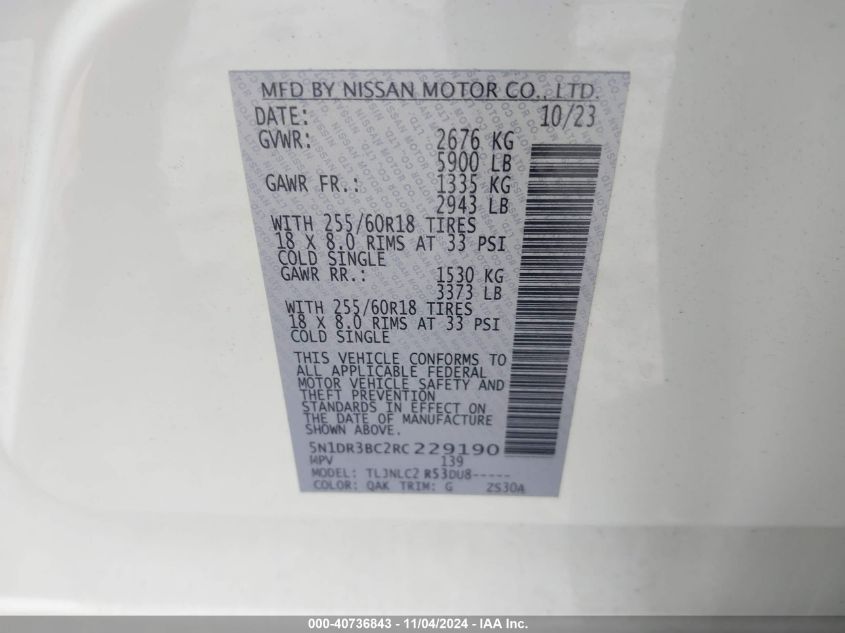 MFD BY NISSAN MOTOR CO., LTD.
DATE: 10/23
GVWR: 2676 KG
5900 LB
GAWR FR.: 1335 KG
2943 LB
WITH 255/60R18 TIRES
18 X 8.0 RIMS AT 33 PSI
COLD SINGLE
GAWR RR.: 1530 KG
3373 LB
WITH 255/60R18 TIRES
18 X 8.0 RIMS AT 33 PSI
COLD SINGLE
THIS VEHICLE CONFORMS TO
ALL APPLICABLE FEDERAL
MOTOR VEHICLE SAFETY AND
THEFT PREVENTION
STANDARDS IN EFFECT ON
THE DATE OF MANUFACTURE
SHOWN ABOVE.
5N1DR3BC2RC229190
MPV 139
MODEL: TLJNLC2 R53DU8-----
COLOR: QAK TRIM: G 2S30A
000-40736843 - 11/04/2024 - IAA Inc.